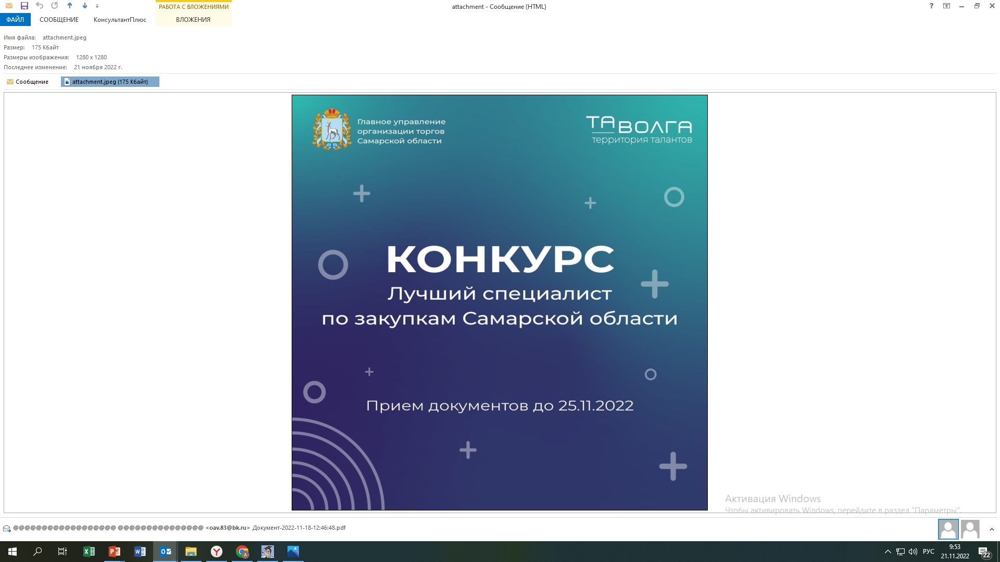 РАБОТА С ВЛОЖЕНИЯМИ
attachment - Сообщение (HTML)
?
ФАЙЛ
СООБЩЕНИЕ
КонсультантПлюс
ВЛОЖЕНИЯ
Имя файла: attachment.jpeg
Размер: 175 Кбайт
Размеры изображения: 1280 x 1280
Последнее изменение: 21 ноября 2022 г.
Сообщение
attachment.jpeg (175 Кбайт)
Главное управление
организации торгов
Самарской области
ТАВОЛГА
территория талантов
КОНКУРС
Лучший специалист
по закупкам Самарской области
Прием документов до 25.11.2022
Активация Windows
Чтобы активировать Windows, перейдите в раздел "Параметры".
@@@@@@@@@@@@@@@@@@ @@@@@@@@@@@@@@@ <oav.83@bk.ru> Документ-2022-11-18-12:46:48.pdf
РУС
9:53
21.11.2022
22